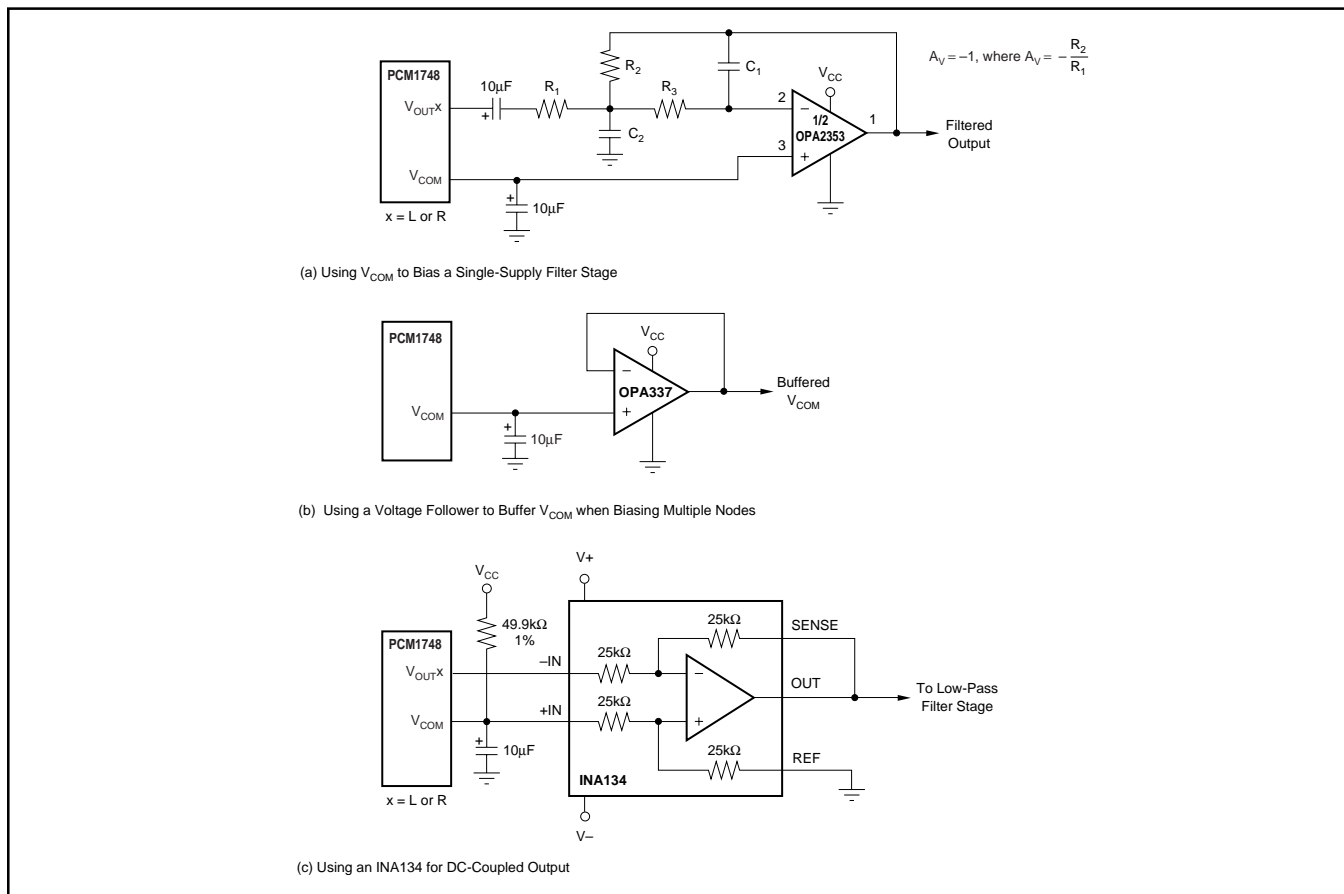 PCM1748
V_OUT x
V_COM
x = L or R
10μF
R_1
R_2
R_3
C_1
C_2
10μF
2
3
–
+
V_CC
1/2
OPA2353
1
Filtered
Output
A_V = –1, where A_V = – R_2 / R_1
(a) Using V_COM to Bias a Single-Supply Filter Stage
PCM1748
V_COM
10μF
V_CC
–
+
OPA337
Buffered
V_COM
(b) Using a Voltage Follower to Buffer V_COM when Biasing Multiple Nodes
V_CC
49.9kΩ
1%
PCM1748
V_OUT x
V_COM
x = L or R
10μF
V+
–IN
+IN
25kΩ
25kΩ
25kΩ
25kΩ
–
+
SENSE
OUT
REF
INA134
V–
To Low-Pass
Filter Stage
(c) Using an INA134 for DC-Coupled Output